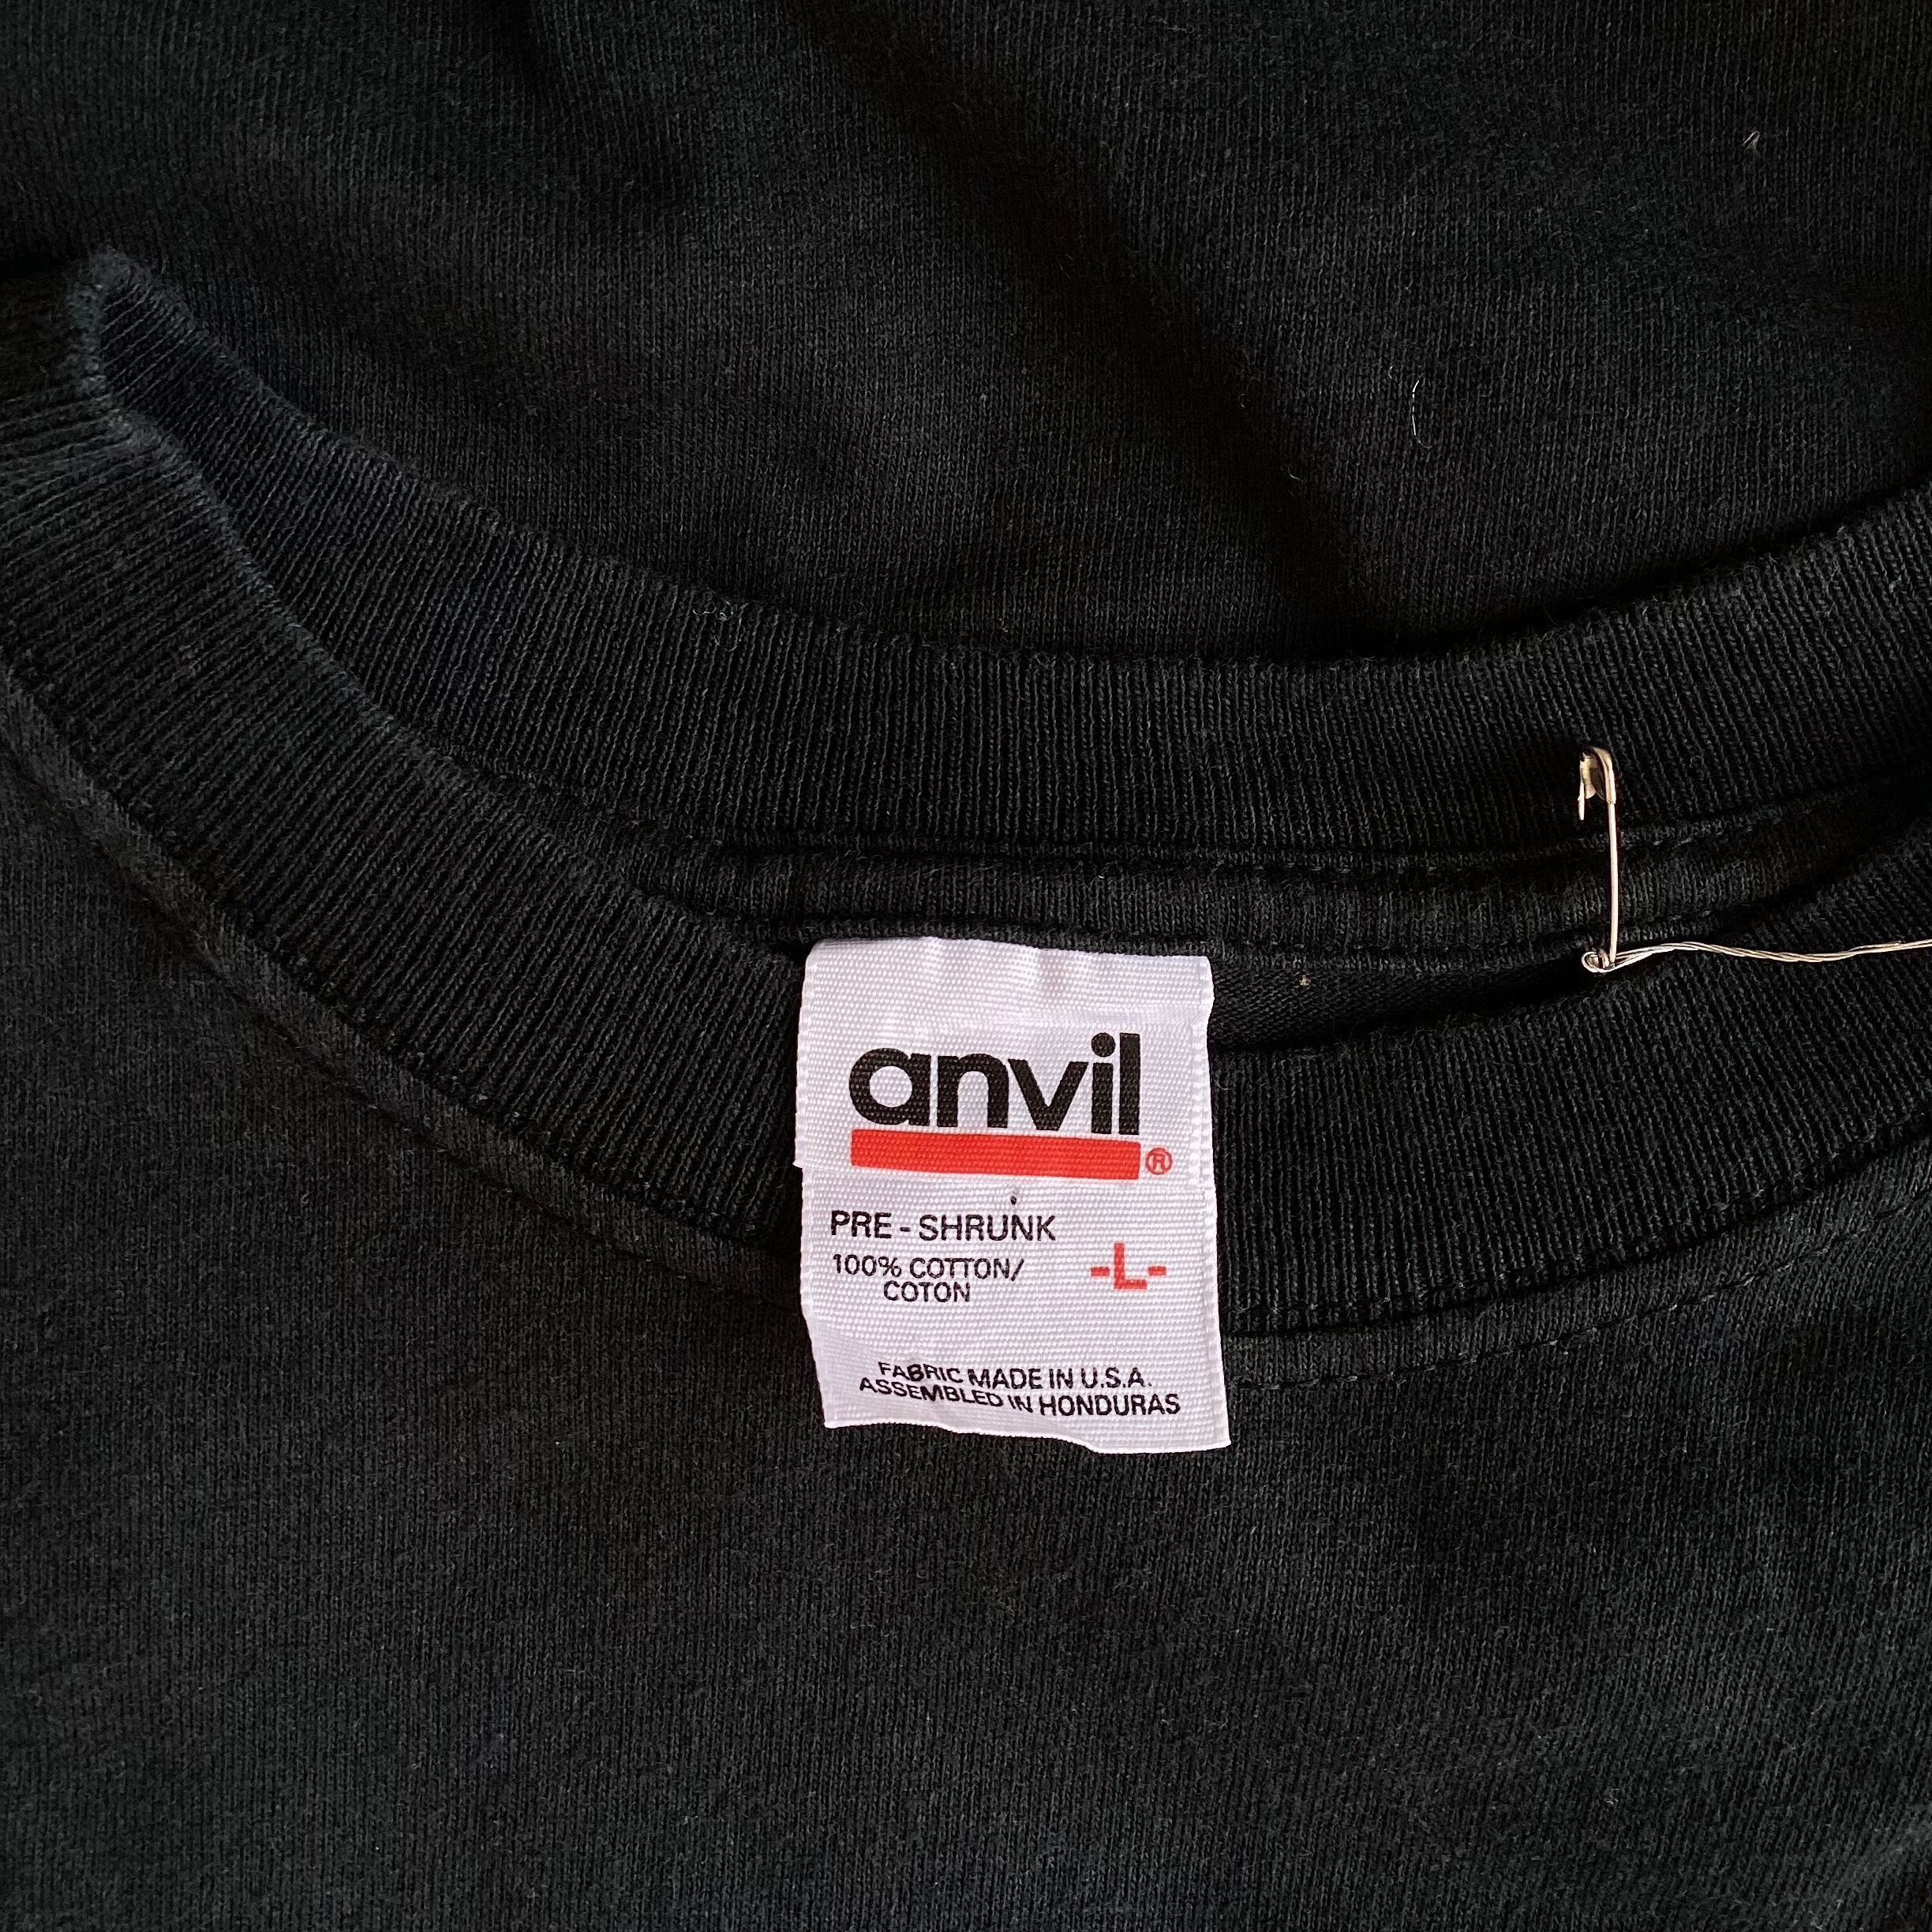 anvil®
PRE - SHRUNK
100% COTTON/
COTON
-L-
FABRIC MADE IN U.S.A.
ASSEMBLED IN HONDURAS